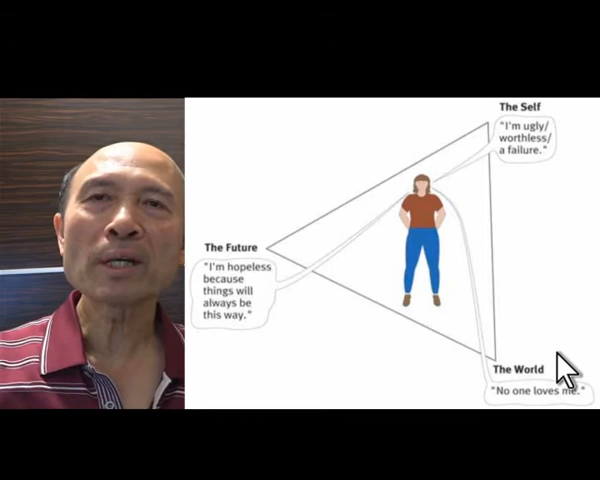 The Self
"I'm ugly/
worthless/
a failure."
The Future
"I'm hopeless
because
things will
always be
this way."
The World
"No one loves me."